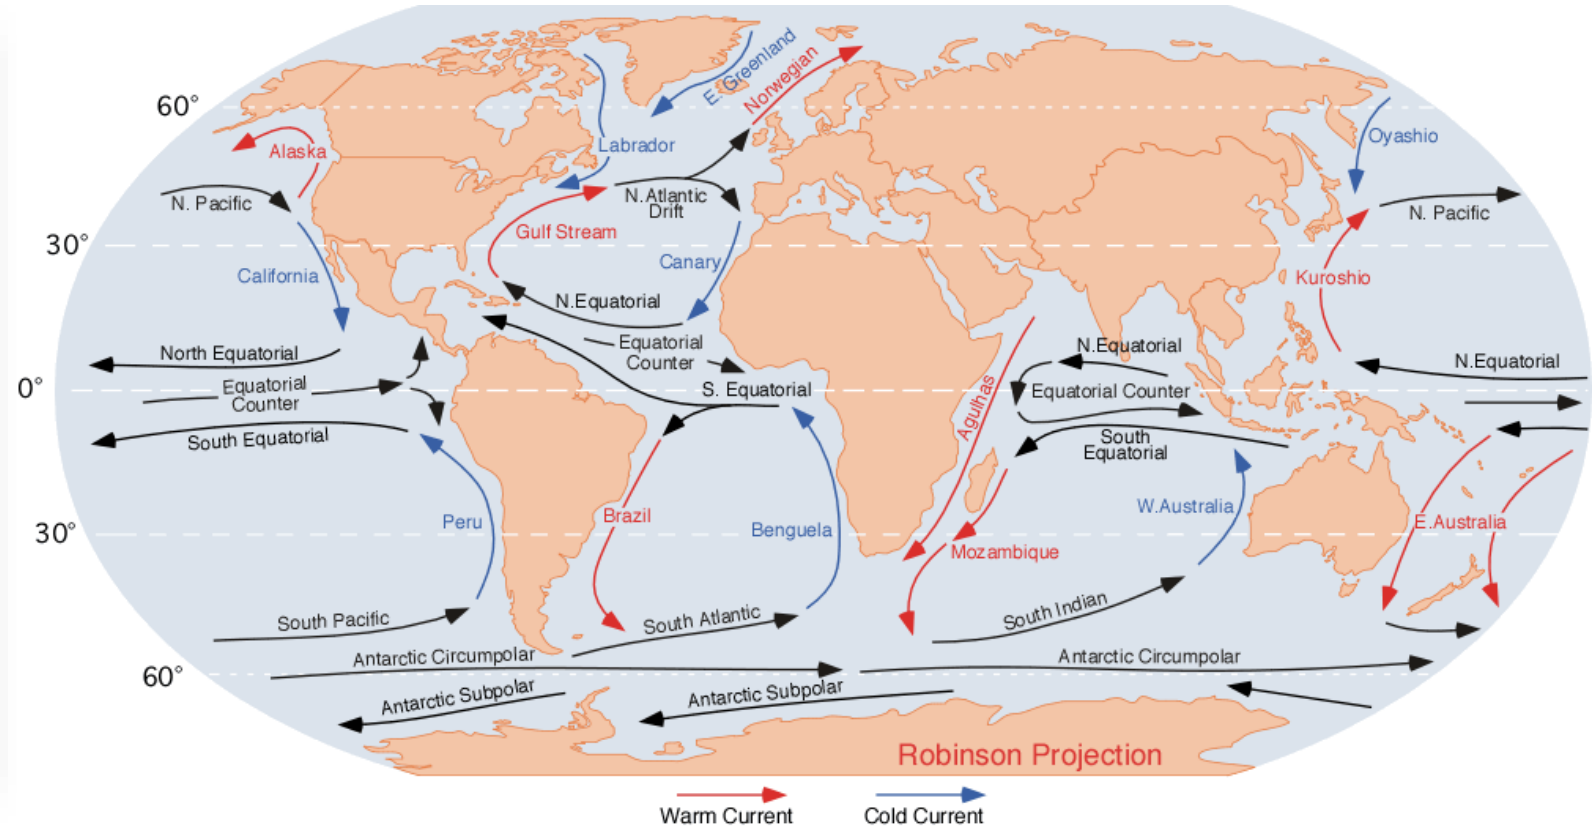 E. Greenland
Norwegian
60°
Alaska
Labrador
Oyashio
N. Pacific
N. Atlantic
Drift
N. Pacific
30°
Gulf Stream
California
Canary
Kuroshio
N.Equatorial
North Equatorial
Equatorial
Counter
N.Equatorial
N.Equatorial
0°
Equatorial
Counter
S. Equatorial
Equatorial Counter
Agulhas
South Equatorial
South
Equatorial
Peru
Brazil
Benguela
W.Australia
E.Australia
30°
Mozambique
South Pacific
South Atlantic
South Indian
Antarctic Circumpolar
Antarctic Circumpolar
60°
Antarctic Subpolar
Antarctic Subpolar
Robinson Projection
Warm Current
Cold Current